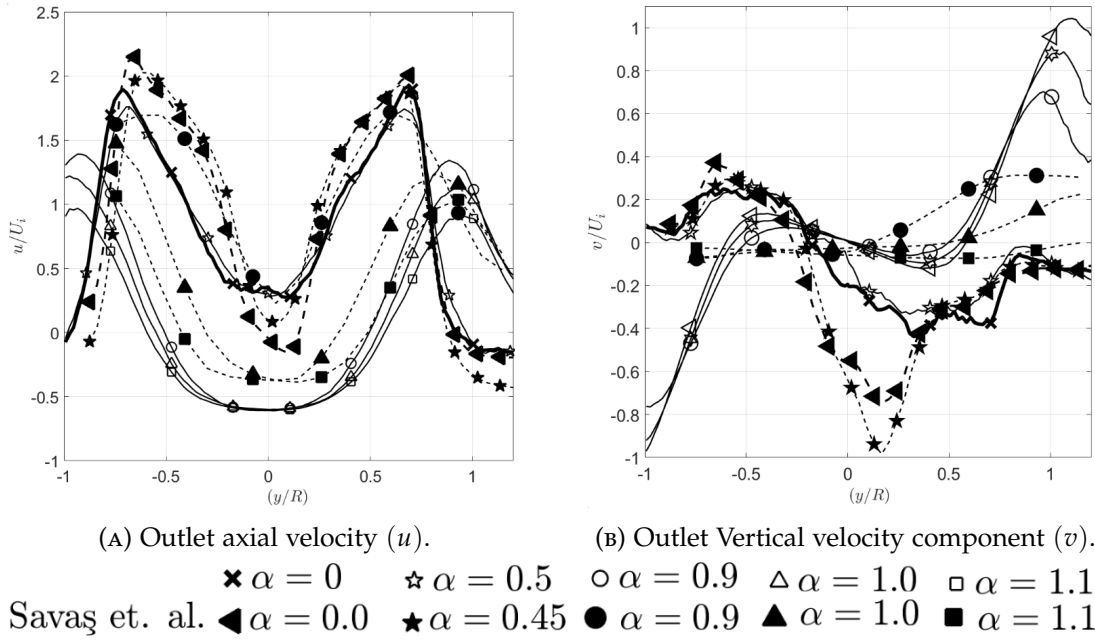 2.5
2
1.5
1
0.5
0
-0.5
-1
u/U_i
-1 -0.5 0 0.5 1
(y/R)
1
0.8
0.6
0.4
0.2
0
-0.2
-0.4
-0.6
-0.8
-1
v/U_i
-1 -0.5 0 0.5 1
(y/R)
(A) Outlet axial velocity (u).
(B) Outlet Vertical velocity component (v).
α = 0 α = 0.5 α = 0.9 α = 1.0 α = 1.1
Savaş et. al. α = 0.0 α = 0.45 α = 0.9 α = 1.0 α = 1.1